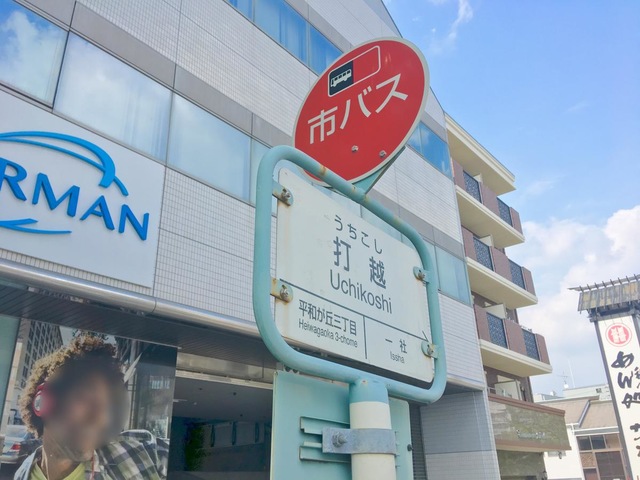 市バス
うちこし
打越
Uchikoshi
平和が丘三丁目
Heiwagaoka 3-chome
一社
Issha
RMAN